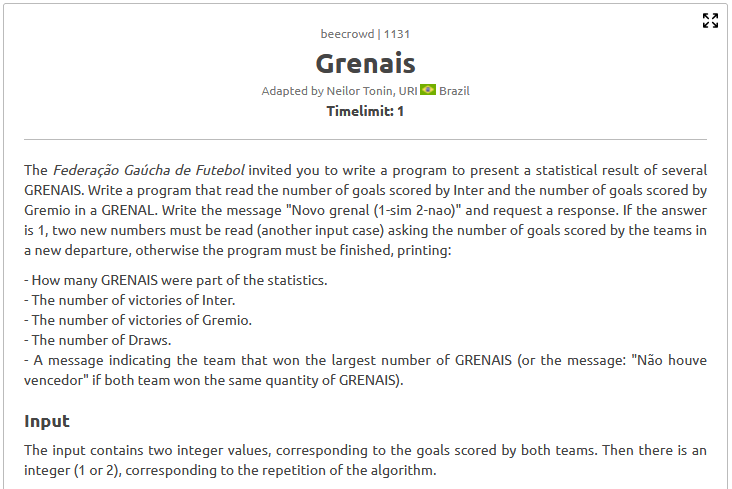 beecrowd | 1131
Grenais
Adapted by Neilor Tonin, URI Brazil
Timelimit: 1
The Federação Gaúcha de Futebol invited you to write a program to present a statistical result of several
GRENAIS. Write a program that read the number of goals scored by Inter and the number of goals scored by
Gremio in a GRENAL. Write the message "Novo grenal (1-sim 2-nao)" and request a response. If the answer
is 1, two new numbers must be read (another input case) asking the number of goals scored by the teams in
a new departure, otherwise the program must be finished, printing:
- How many GRENAIS were part of the statistics.
- The number of victories of Inter.
- The number of victories of Gremio.
- The number of Draws.
- A message indicating the team that won the largest number of GRENAIS (or the message: "Não houve
vencedor" if both team won the same quantity of GRENAIS).
Input
The input contains two integer values, corresponding to the goals scored by both teams. Then there is an
integer (1 or 2), corresponding to the repetition of the algorithm.